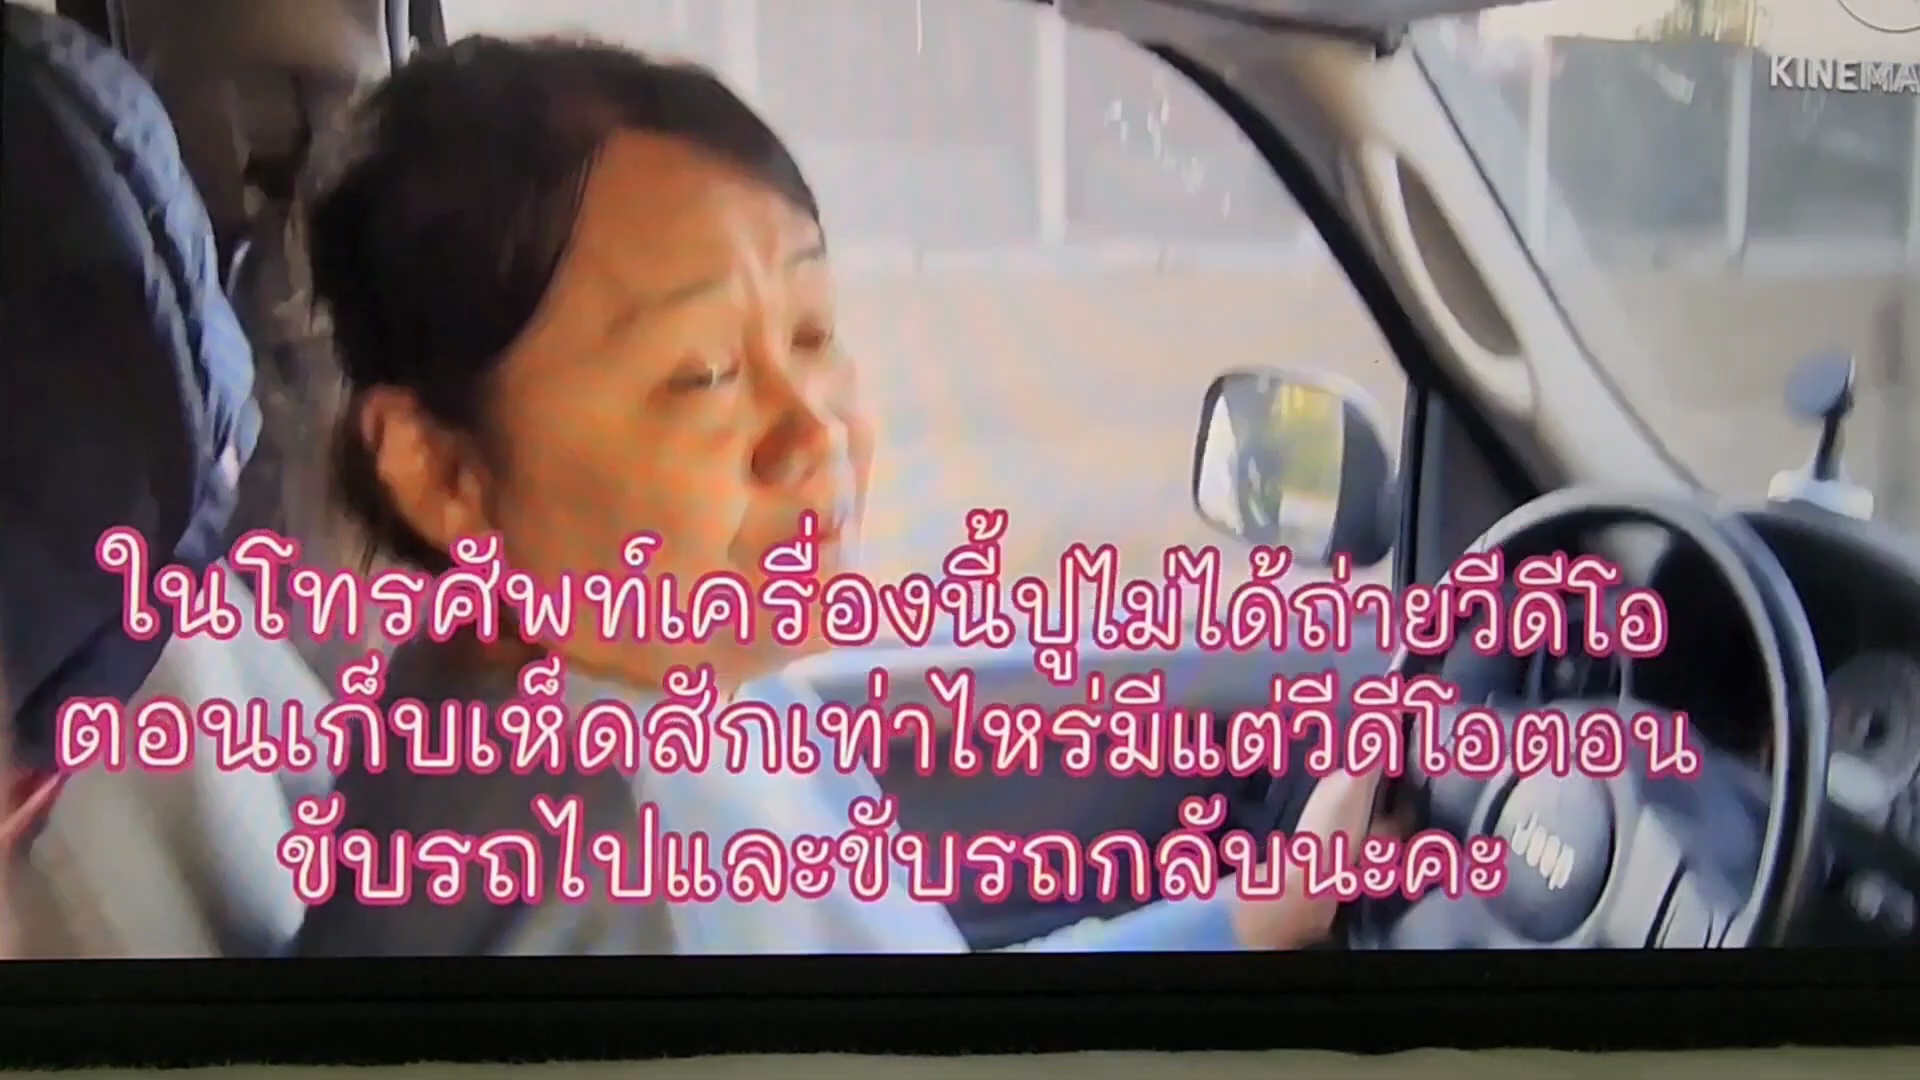 KINEMA
ในโทรศัพท์เครื่องนี้ปูไม่ได้ถ่ายวีดีโอ
ตอนเก็บเห็ดสักเท่าไหร่มีแต่วีดีโอตอน
ขับรถไปและขับรถกลับนะคะ
Jeep